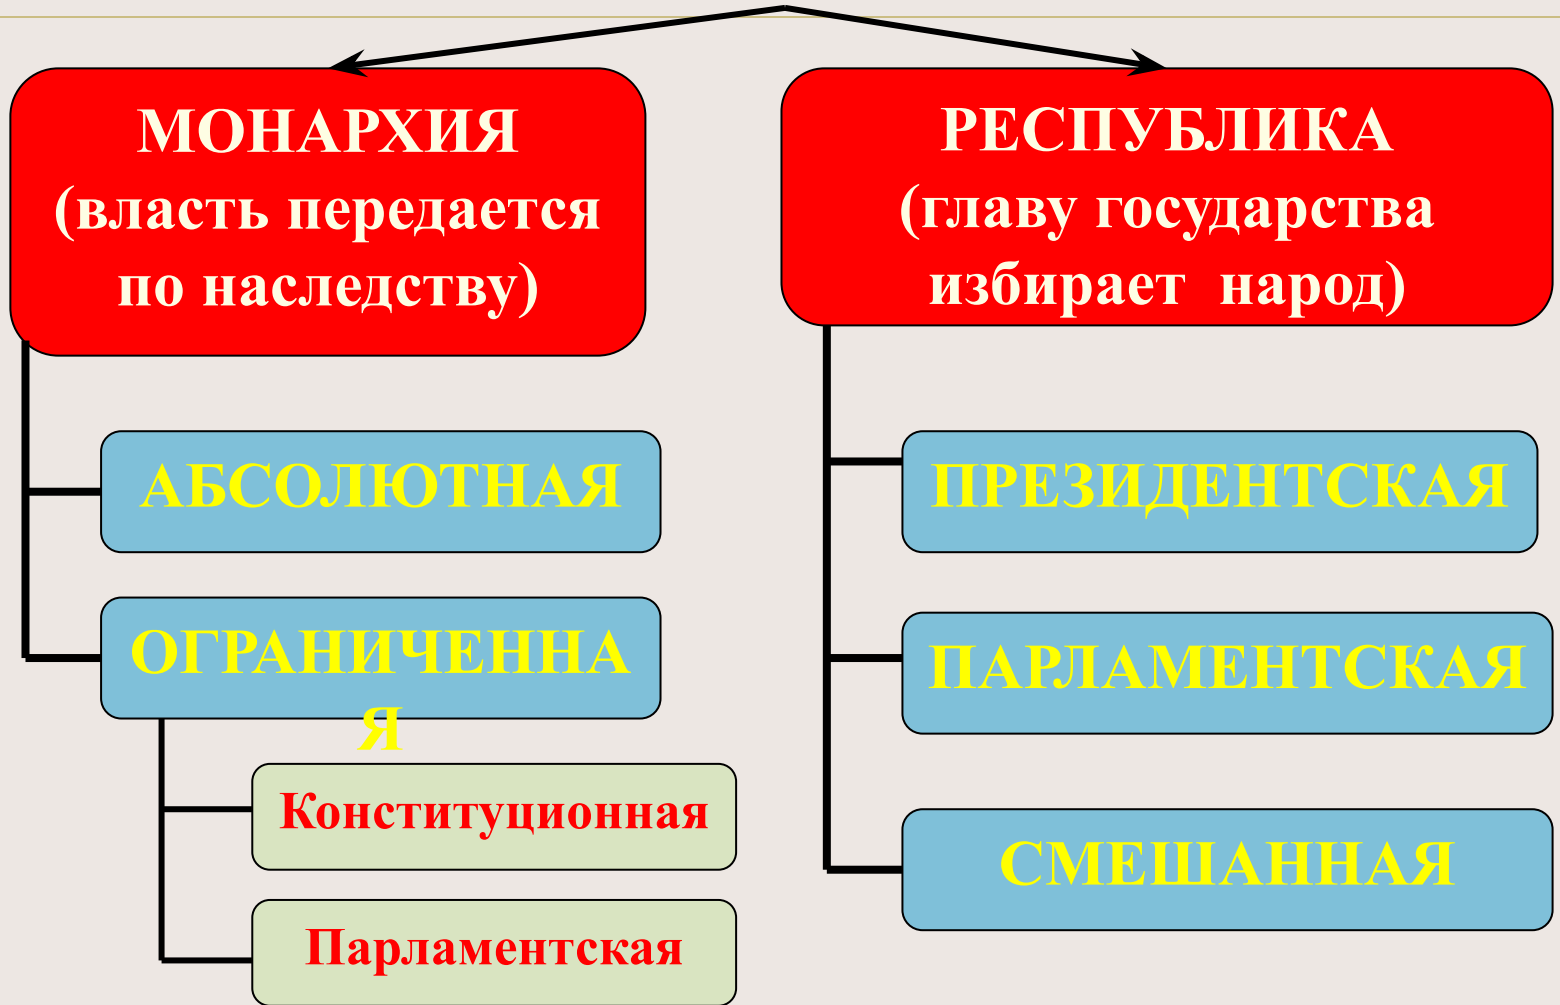 МОНАРХИЯ
(власть передается
по наследству)
АБСОЛЮТНАЯ
ОГРАНИЧЕННА
Я
Конституционная
Парламентская
РЕСПУБЛИКА
(главу государства
избирает народ)
ПРЕЗИДЕНТСКАЯ
ПАРЛАМЕНТСКАЯ
СМЕШАННАЯ